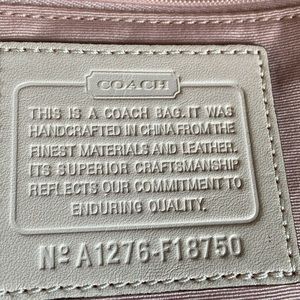 COACH
THIS IS A COACH BAG. IT WAS
HANDCRAFTED IN CHINA FROM THE
FINEST MATERIALS AND LEATHER.
ITS SUPERIOR CRAFTSMANSHIP
REFLECTS OUR COMMITMENT TO
ENDURING QUALITY.
Nº A1276-F18750